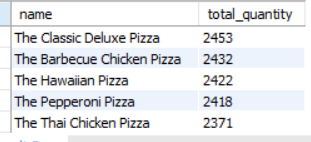 name total_quantity
The Classic Deluxe Pizza 2453
The Barbecue Chicken Pizza 2432
The Hawaiian Pizza 2422
The Pepperoni Pizza 2418
The Thai Chicken Pizza 2371